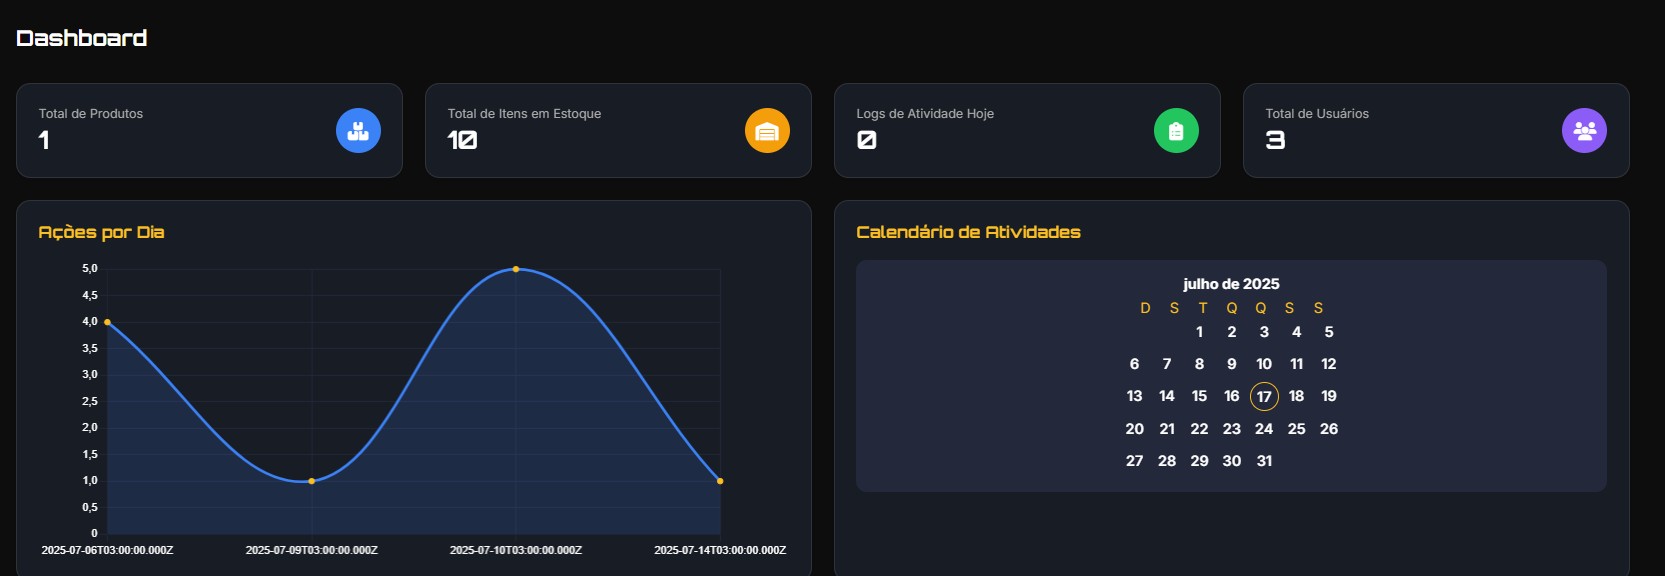 Dashboard
Total de Produtos
1
Total de Itens em Estoque
10
Logs de Atividade Hoje
0
Total de Usuários
3
Ações por Dia
5,0
4,5
4,0
3,5
3,0
2,5
2,0
1,5
1,0
0,5
0
2025-07-06T03:00:00.000Z 2025-07-09T03:00:00.000Z 2025-07-10T03:00:00.000Z 2025-07-14T03:00:00.000Z
Calendário de Atividades
julho de 2025
D S T Q Q S S
1 2 3 4 5
6 7 8 9 10 11 12
13 14 15 16 17 18 19
20 21 22 23 24 25 26
27 28 29 30 31